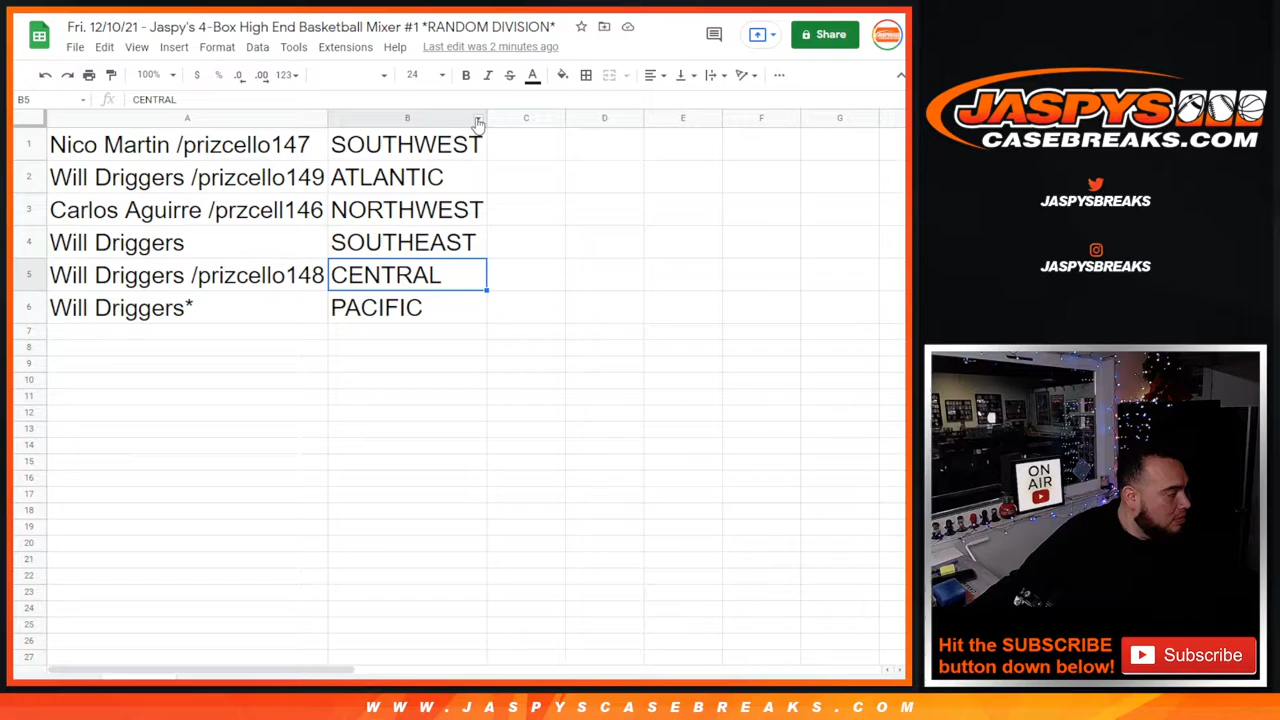 Fri. 12/10/21 - Jaspy's 4-Box High End Basketball Mixer #1 *RANDOM DIVISION*
File Edit View Insert Format Data Tools Extensions Help Last edit was 2 minutes ago
Share
100% $ % .0 .00 123 24 B I S A
B5 fx CENTRAL
A B C D E F G
1 Nico Martin /prizcello147 SOUTHWEST
2 Will Driggers /prizcello149 ATLANTIC
3 Carlos Aguirre /przcell146 NORTHWEST
4 Will Driggers SOUTHEAST
5 Will Driggers /prizcello148 CENTRAL
6 Will Driggers* PACIFIC
7
8
9
10
11
12
13
14
15
16
17
18
19
20
21
22
23
24
25
26
27
JASPYS
CASEBREAKS.COM
JASPYSBREAKS
JASPYSBREAKS
ON
AIR
Hit the SUBSCRIBE
button down below!
Subscribe
WWW.JASPYSCASEBREAKS.COM